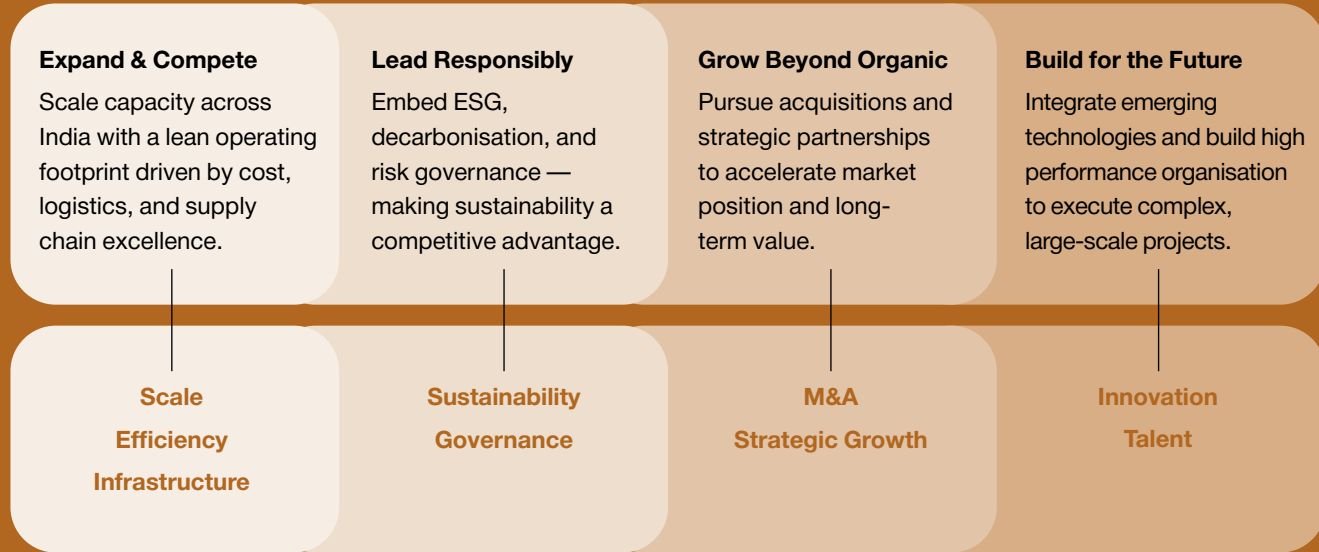 Expand & Compete
Scale capacity across
India with a lean operating
footprint driven by cost,
logistics, and supply
chain excellence.
Lead Responsibly
Embed ESG,
decarbonisation, and
risk governance —
making sustainability a
competitive advantage.
Grow Beyond Organic
Pursue acquisitions and
strategic partnerships
to accelerate market
position and long-
term value.
Build for the Future
Integrate emerging
technologies and build high
performance organisation
to execute complex,
large-scale projects.
Scale
Efficiency
Infrastructure
Sustainability
Governance
M&A
Strategic Growth
Innovation
Talent